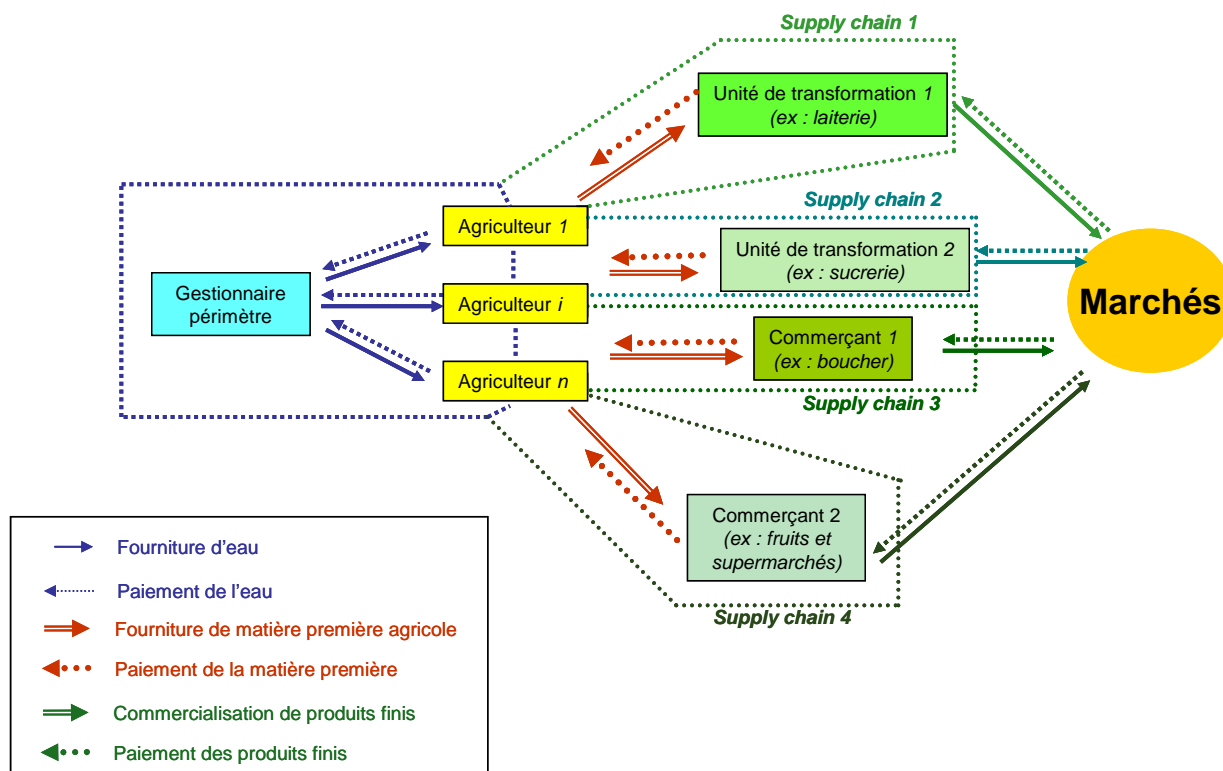 Supply chain 1
Unité de transformation 1
(ex : laiterie)
Supply chain 2
Agriculteur 1
Unité de transformation 2
(ex : sucrerie)
Gestionnaire
périmètre
Agriculteur i
Marchés
Commerçant 1
(ex : boucher)
Agriculteur n
Supply chain 3
Commerçant 2
(ex : fruits et
supermarchés)
Supply chain 4
Fourniture d'eau
Paiement de l'eau
Fourniture de matière première agricole
Paiement de la matière première
Commercialisation de produits finis
Paiement des produits finis